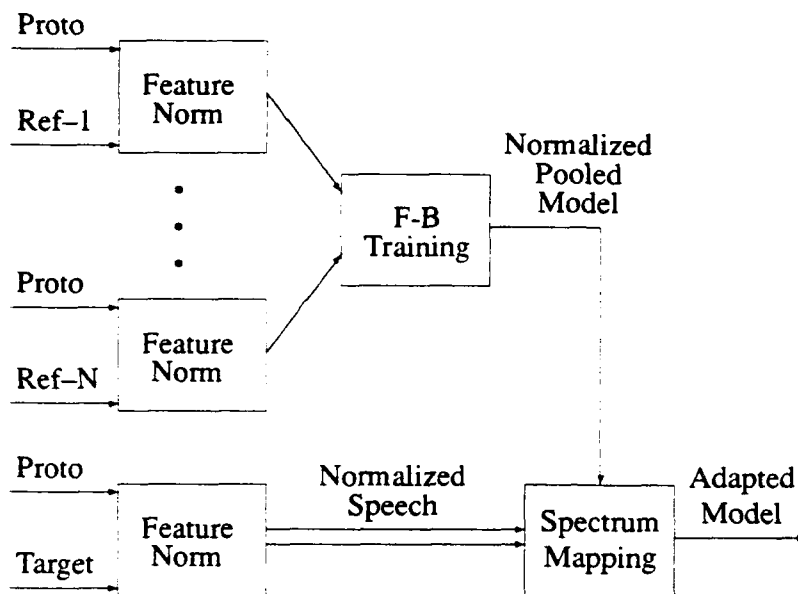 Proto
Feature
Norm
Ref-1
Normalized
Pooled
Model
F-B
Training
Proto
Feature
Norm
Ref-N
Proto
Feature
Norm
Target
Normalized
Speech
Spectrum
Mapping
Adapted
Model